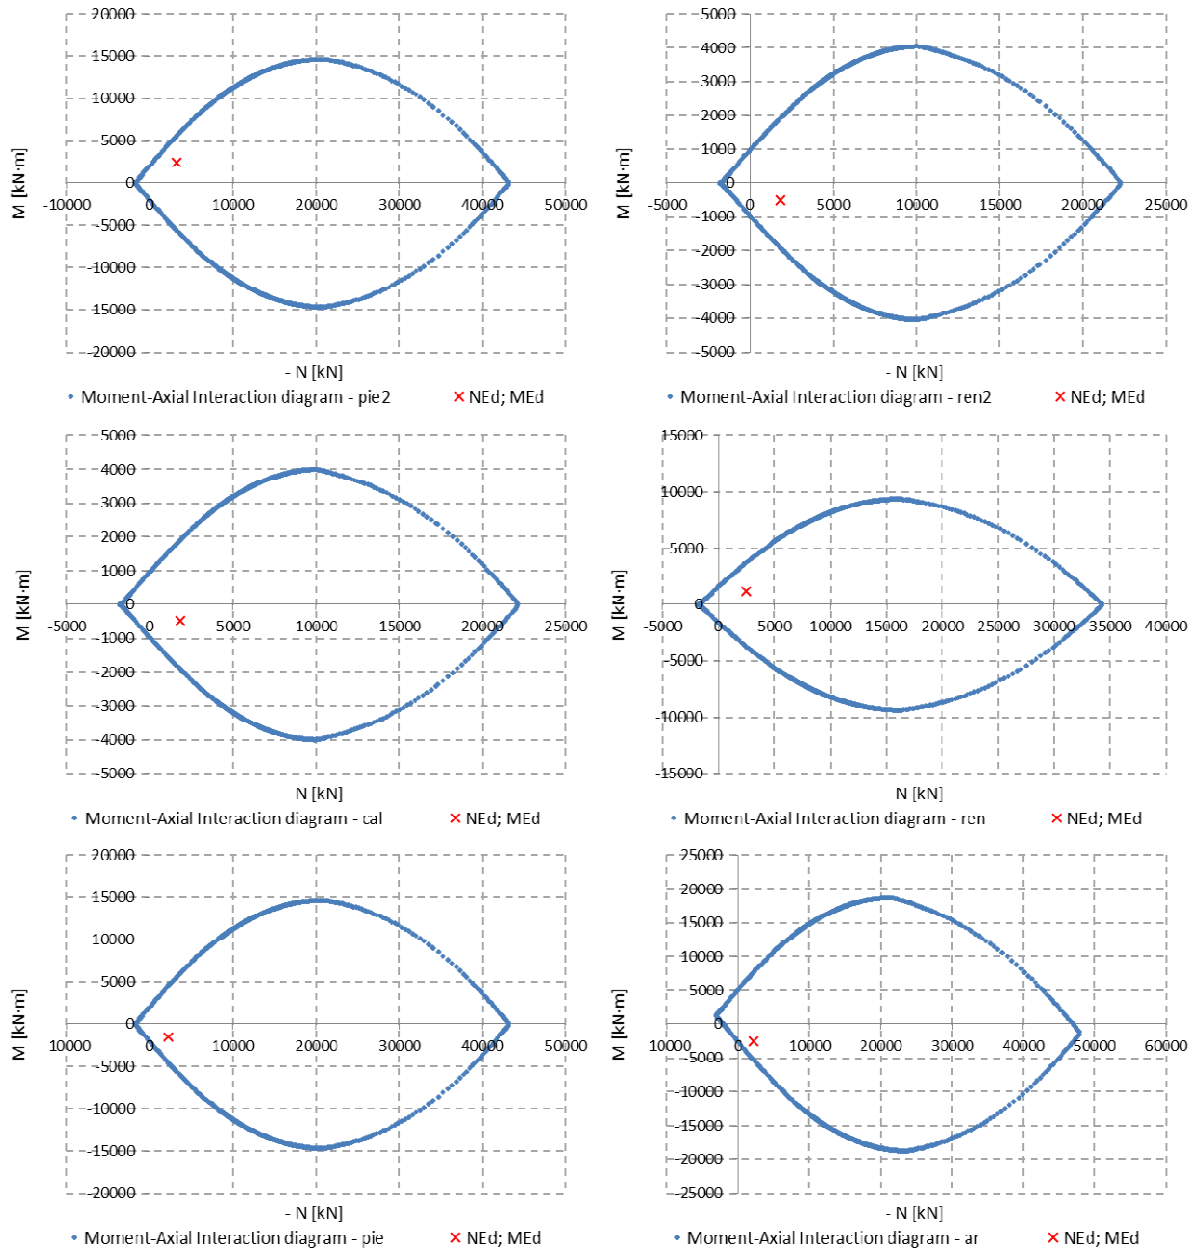 20000
15000
10000
5000
0
-5000
-10000
-15000
-20000
-10000 0 10000 20000 30000 40000 50000
M [kN·m]
- N [kN]
Moment-Axial Interaction diagram - pie2 × NEd; MEd
5000
4000
3000
2000
1000
0
-1000
-2000
-3000
-4000
-5000
-5000 0 5000 10000 15000 20000 25000
M [kN·m]
- N [kN]
Moment-Axial Interaction diagram - ren2 × NEd; MEd
5000
4000
3000
2000
1000
0
-1000
-2000
-3000
-4000
-5000
-5000 0 5000 10000 15000 20000 25000
M [kN·m]
N [kN]
Moment-Axial Interaction diagram - cal × NEd; MEd
15000
10000
5000
0
-5000
-10000
-15000
-5000 0 5000 10000 15000 20000 25000 30000 35000 40000
M [kN·m]
N [kN]
Moment-Axial Interaction diagram - ren × NEd; MEd
20000
15000
10000
5000
0
-5000
-10000
-15000
-20000
10000 0 10000 20000 30000 40000 50000
M [kN·m]
- N [kN]
Moment-Axial Interaction diagram - pie × NEd; MEd
25000
20000
15000
10000
5000
0
-5000
-10000
-15000
-20000
-25000
10000 0 10000 20000 30000 40000 50000 60000
M [kN·m]
- N [kN]
Moment-Axial Interaction diagram - ar × NEd; MEd